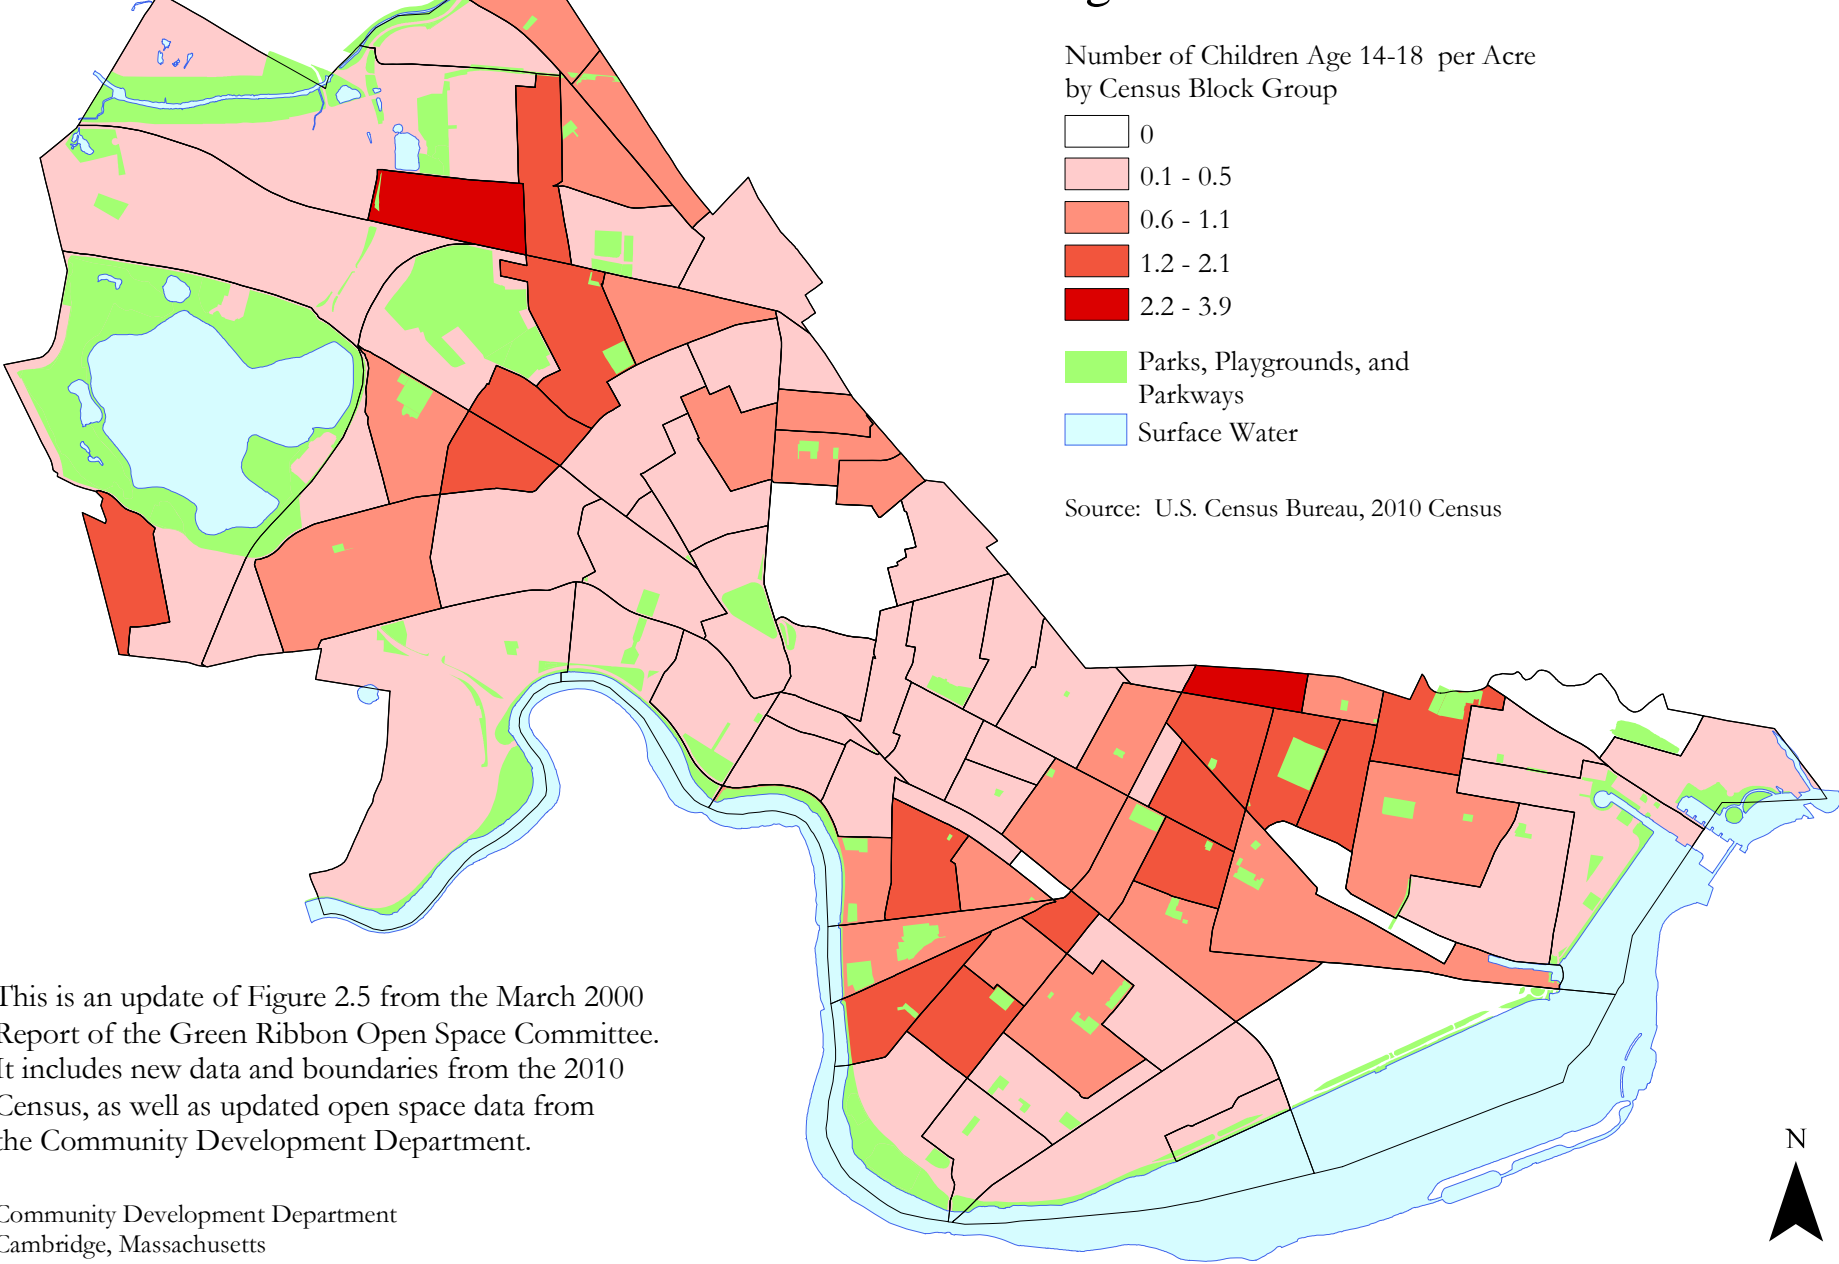 Number of Children Age 14-18 per Acre
by Census Block Group
0
0.1 - 0.5
0.6 - 1.1
1.2 - 2.1
2.2 - 3.9
Parks, Playgrounds, and
Parkways
Surface Water
Source: U.S. Census Bureau, 2010 Census
This is an update of Figure 2.5 from the March 2000
Report of the Green Ribbon Open Space Committee.
It includes new data and boundaries from the 2010
Census, as well as updated open space data from
the Community Development Department.
Community Development Department
Cambridge, Massachusetts
N